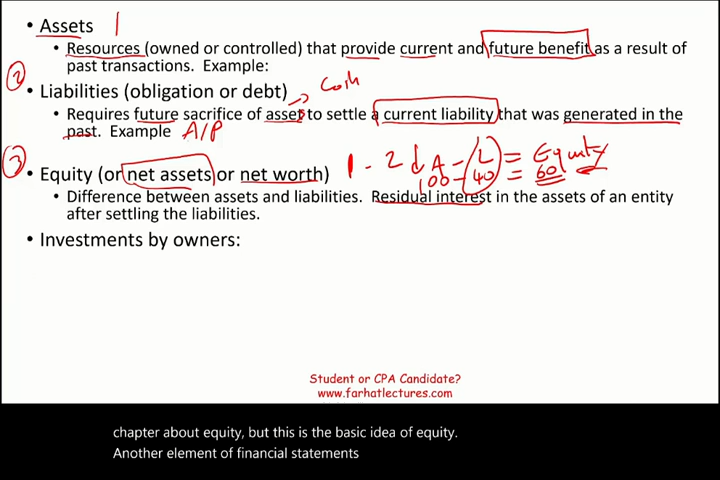 • Assets 1
• Resources (owned or controlled) that provide current and future benefit as a result of
past transactions. Example:
2 • Liabilities (obligation or debt) → Cash
• Requires future sacrifice of assets to settle a current liability that was generated in the
past. Example A/P
3 • Equity (or net assets or net worth) 1 - 2 A - L = Equity
100 - 40 = 60
• Difference between assets and liabilities. Residual interest in the assets of an entity
after settling the liabilities.
• Investments by owners:
Student or CPA Candidate?
www.farhatlectures.com
chapter about equity, but this is the basic idea of equity.
Another element of financial statements